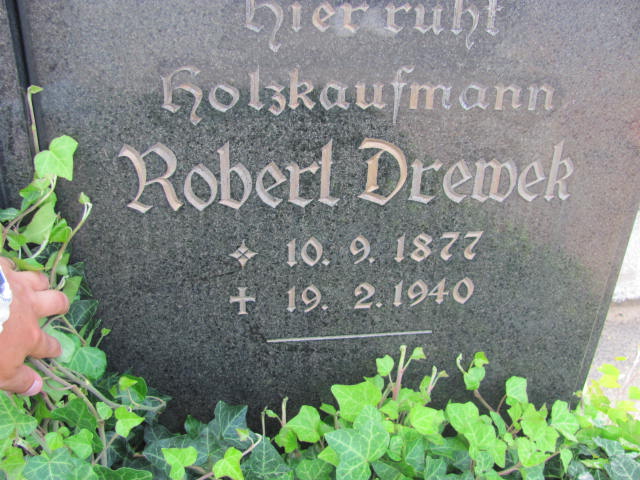 Hier ruht
Holzkaufmann
Robert Drewek
10. 9. 1877
19. 2. 1940